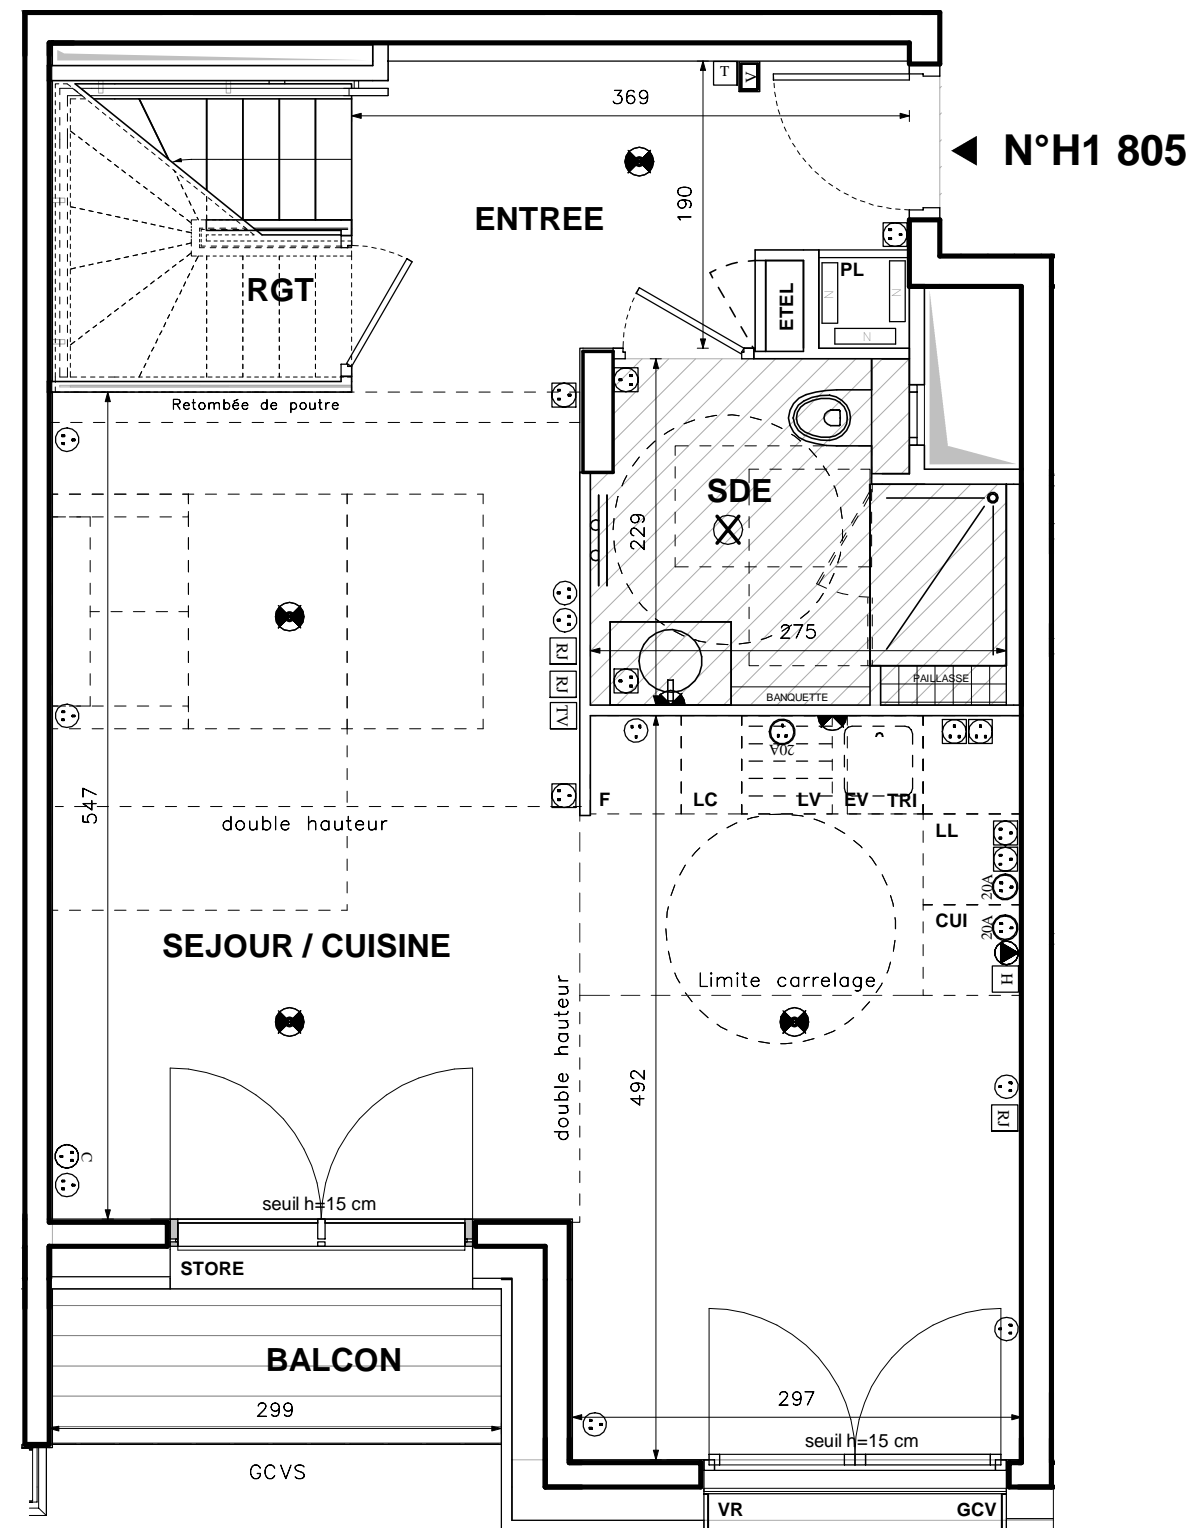 T
V
369
N°H1 805
190
ENTREE
PL
RGT
ETEL
N
N
N
Retombée de poutre
SDE
229
275
RJ
RJ
TV
PAILLASSE
BANQUETTE
20A
547
F
LC
LV
EV
TRI
double hauteur
LL
20A
CUI
20A
SEJOUR / CUISINE
H
Limite carrelage
double hauteur
492
RJ
C
seuil h=15 cm
STORE
BALCON
299
297
seuil h=15 cm
GCVS
VR
GCV